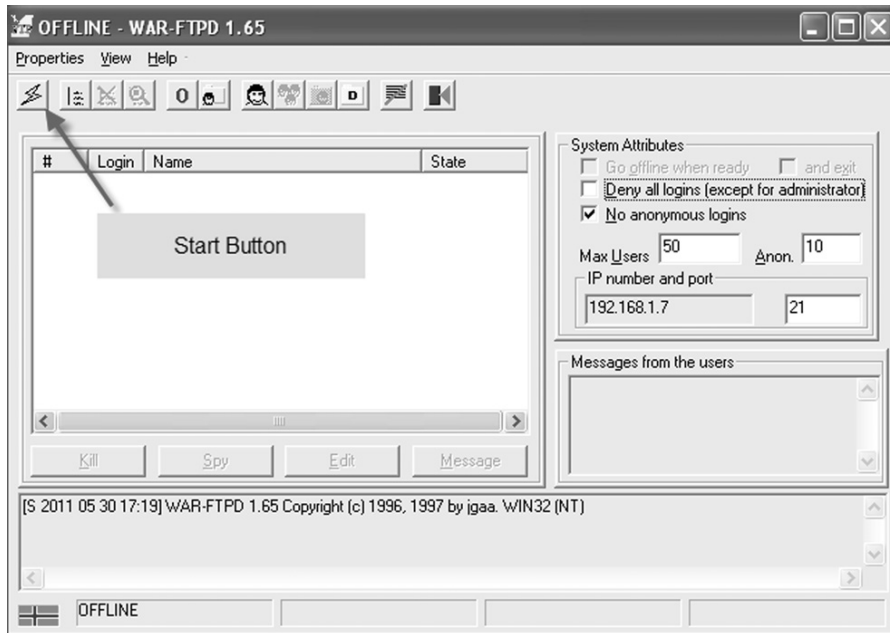 OFFLINE - WAR-FTPD 1.65
Properties View Help
O D
# Login Name State
Start Button
Kill Spy Edit Message
System Attributes
Go offline when ready and exit
Deny all logins (except for administrator)
No anonymous logins
Max Users 50 Anon. 10
IP number and port
192.168.1.7 21
Messages from the users
[S 2011 05 30 17:19] WAR-FTPD 1.65 Copyright (c) 1996, 1997 by jgaa. WIN32 (NT)
OFFLINE